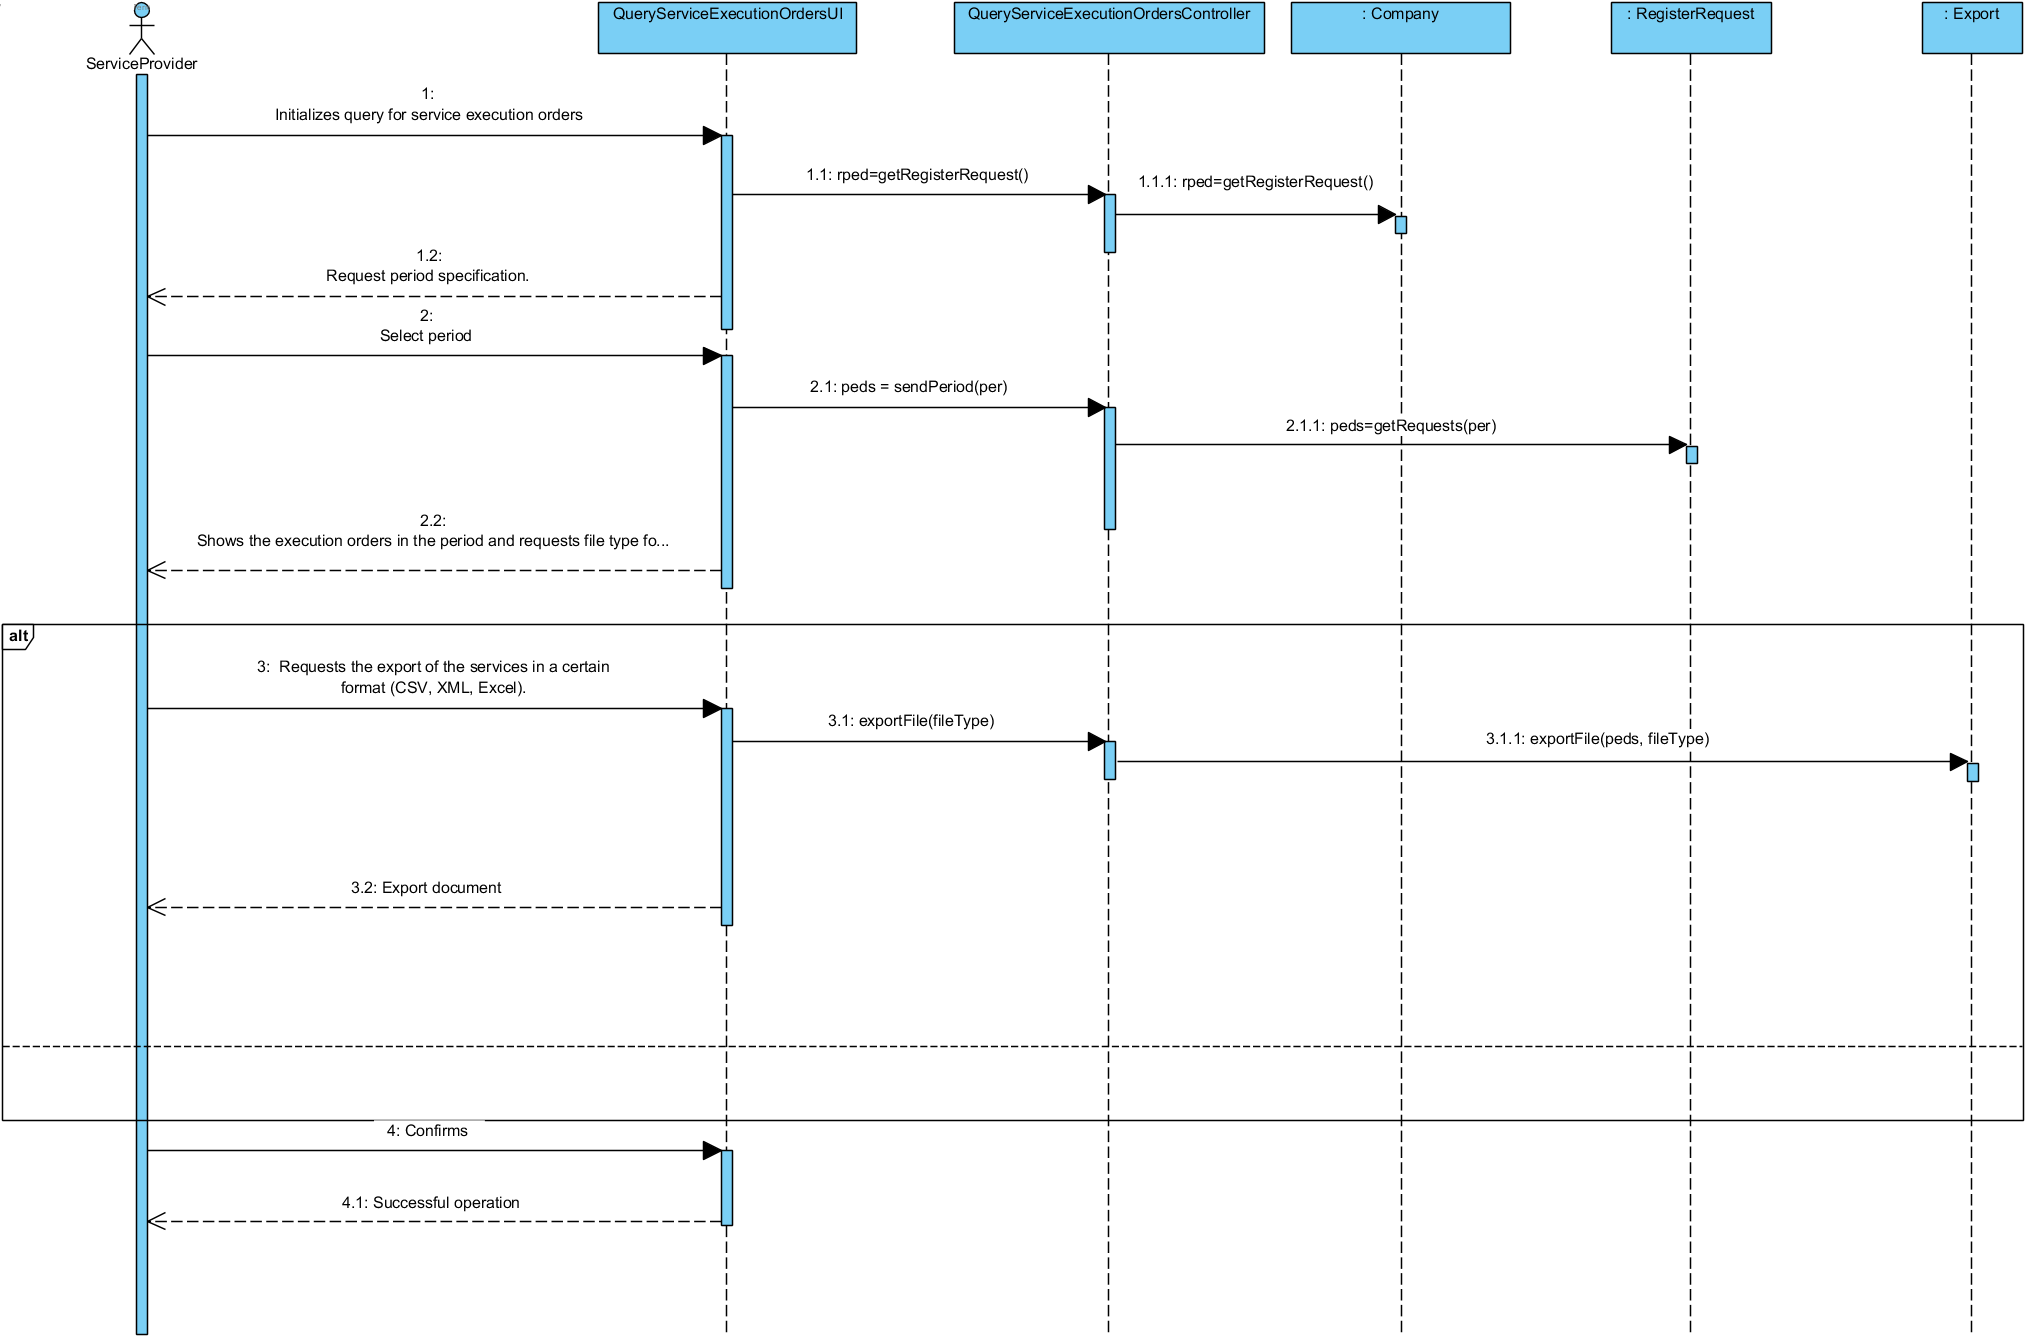 QueryServiceExecutionOrdersUI
QueryServiceExecutionOrdersController
: Company
: RegisterRequest
: Export
ServiceProvider
1:
Initializes query for service execution orders
1.1: rped=getRegisterRequest()
1.1.1: rped=getRegisterRequest()
1.2:
Request period specification.
2:
Select period
2.1: peds = sendPeriod(per)
2.1.1: peds=getRequests(per)
2.2:
Shows the execution orders in the period and requests file type fo...
alt
3:  Requests the export of the services in a certain
format (CSV, XML, Excel).
3.1: exportFile(fileType)
3.1.1: exportFile(peds, fileType)
3.2: Export document
4: Confirms
4.1: Successful operation